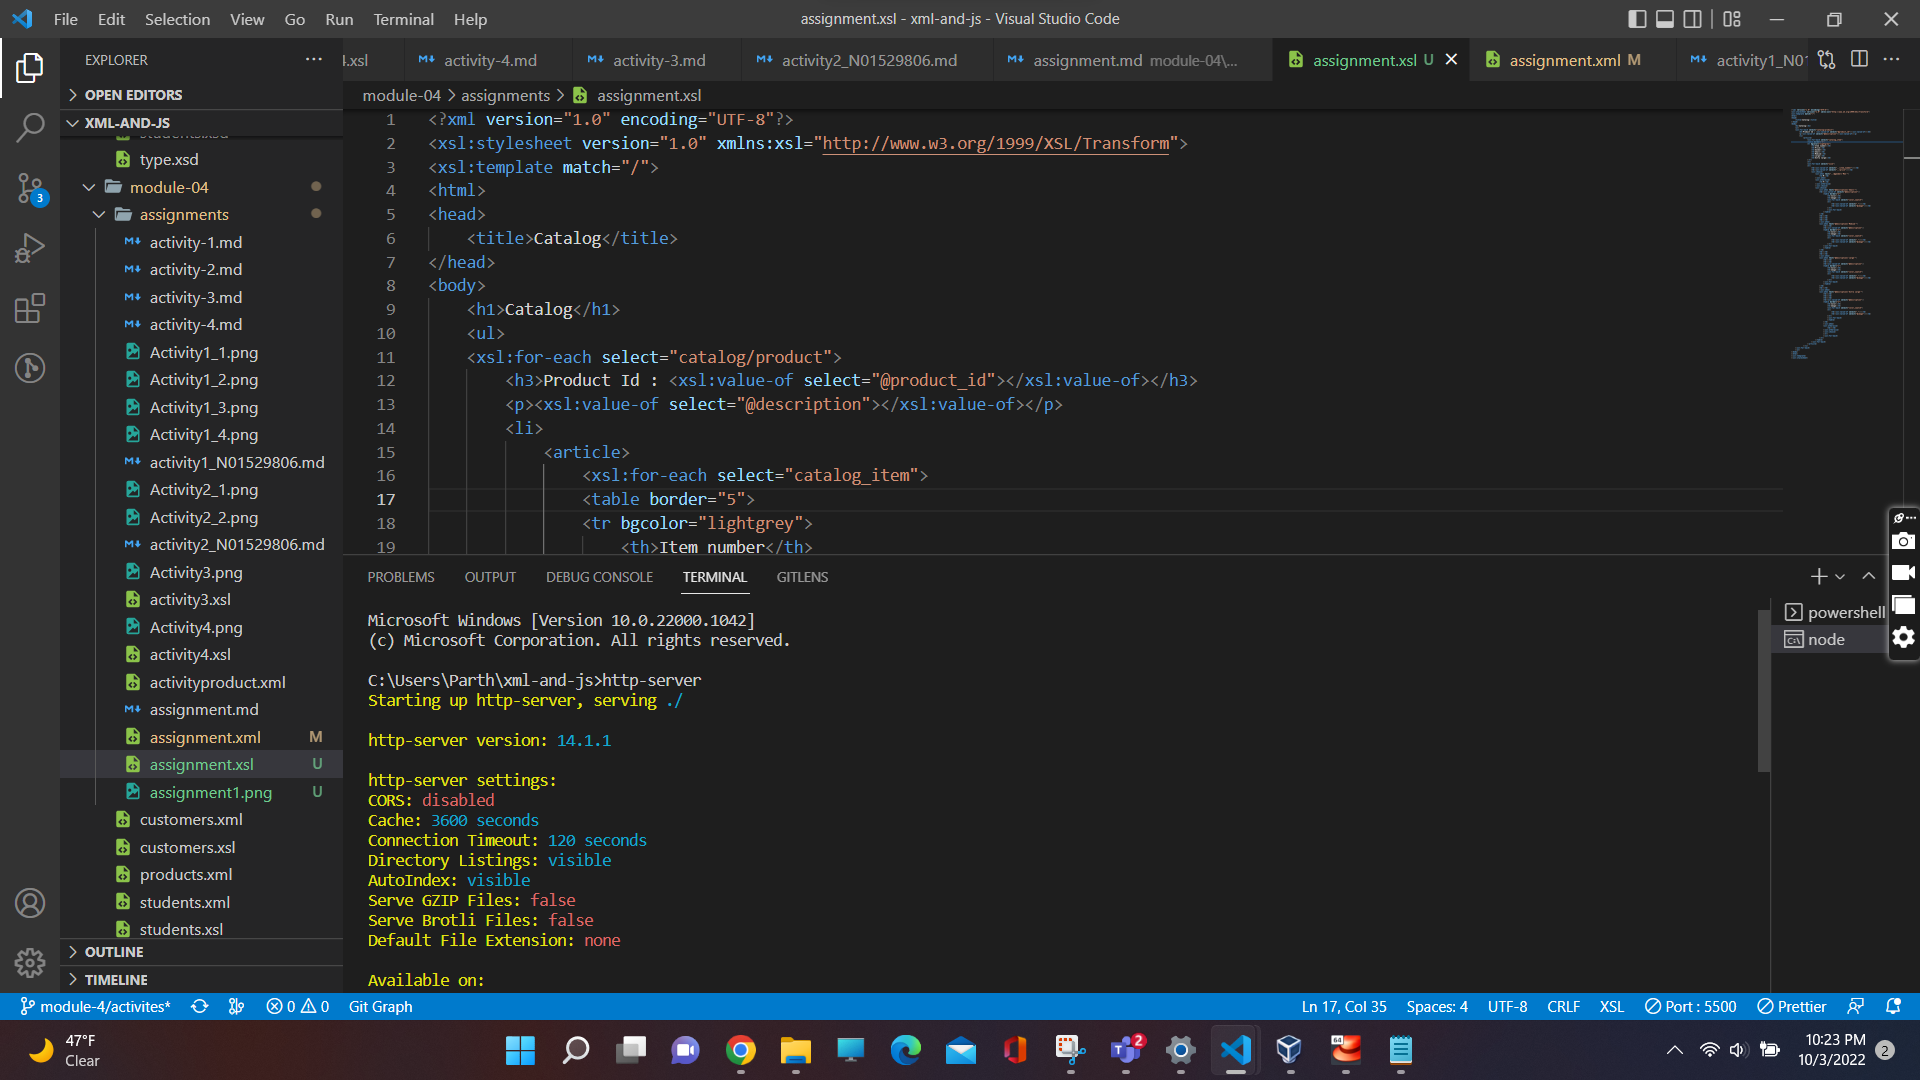 File Edit Selection View Go Run Terminal Help
assignment.xsl - xml-and-js - Visual Studio Code
EXPLORER
4.xsl
activity-4.md
activity-3.md
activity2_N01529806.md
assignment.md module-04\...
assignment.xsl U
assignment.xml M
activity1_N01
OPEN EDITORS
XML-AND-JS
students.xsd
type.xsd
module-04
assignments
activity-1.md
activity-2.md
activity-3.md
activity-4.md
Activity1_1.png
Activity1_2.png
Activity1_3.png
Activity1_4.png
activity1_N01529806.md
Activity2_1.png
Activity2_2.png
activity2_N01529806.md
Activity3.png
activity3.xsl
Activity4.png
activity4.xsl
activityproduct.xml
assignment.md
assignment.xml M
assignment.xsl U
assignment1.png U
customers.xml
customers.xsl
products.xml
students.xml
students.xsl
OUTLINE
TIMELINE
3
module-04 > assignments > assignment.xsl
1 <?xml version="1.0" encoding="UTF-8"?>
2 <xsl:stylesheet version="1.0" xmlns:xsl="http://www.w3.org/1999/XSL/Transform">
3 <xsl:template match="/">
4 <html>
5 <head>
6 <title>Catalog</title>
7 </head>
8 <body>
9 <h1>Catalog</h1>
10 <ul>
11 <xsl:for-each select="catalog/product">
12 <h3>Product Id : <xsl:value-of select="@product_id"></xsl:value-of></h3>
13 <p><xsl:value-of select="@description"></xsl:value-of></p>
14 <li>
15 <article>
16 <xsl:for-each select="catalog_item">
17 <table border="5">
18 <tr bgcolor="lightgrey">
19 <th>Item number</th>
PROBLEMS OUTPUT DEBUG CONSOLE TERMINAL GITLENS
powershell
node
Microsoft Windows [Version 10.0.22000.1042]
(c) Microsoft Corporation. All rights reserved.
C:\Users\Parth\xml-and-js>http-server
Starting up http-server, serving ./
http-server version: 14.1.1
http-server settings:
CORS: disabled
Cache: 3600 seconds
Connection Timeout: 120 seconds
Directory Listings: visible
AutoIndex: visible
Serve GZIP Files: false
Serve Brotli Files: false
Default File Extension: none
Available on:
module-4/activites* 0 0 Git Graph
Ln 17, Col 35 Spaces: 4 UTF-8 CRLF XSL Port : 5500 Prettier
47°F
Clear
64
2
10:23 PM
10/3/2022
2